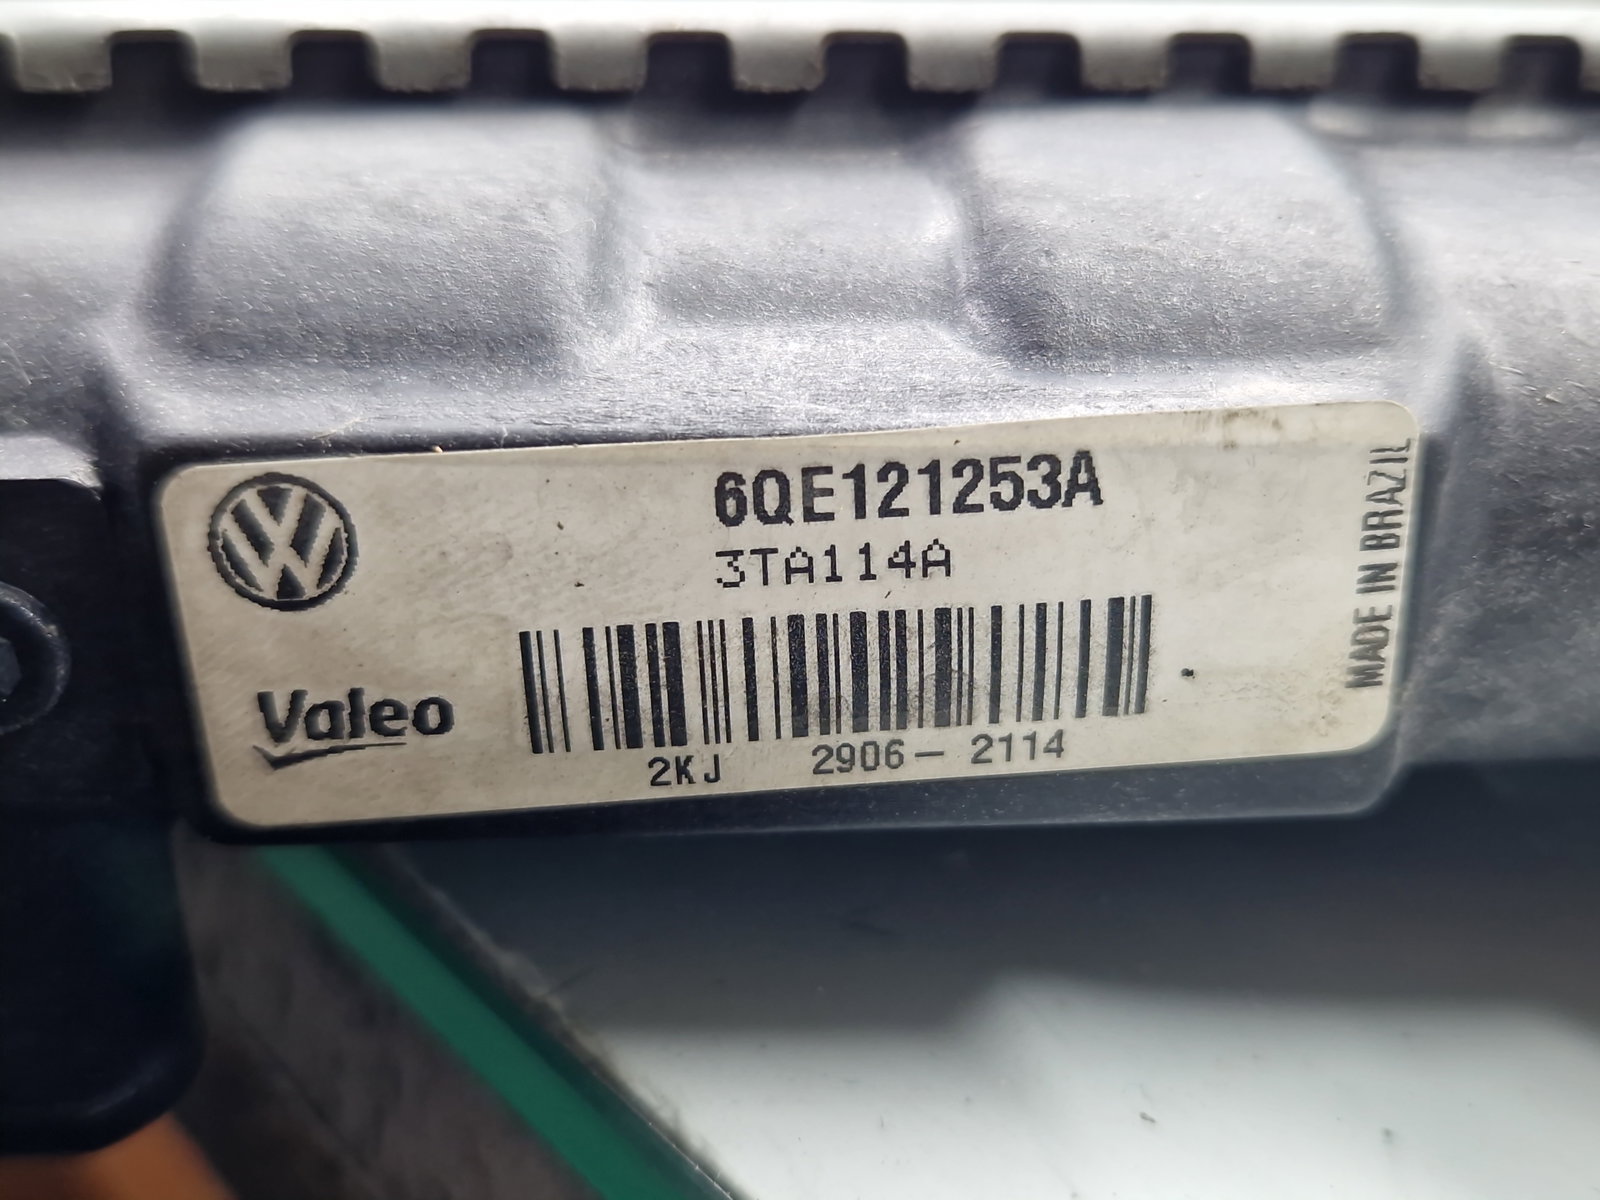 6QE121253A
3TA114A
Valeo
2KJ 2906- 2114
MADE IN BRAZIL